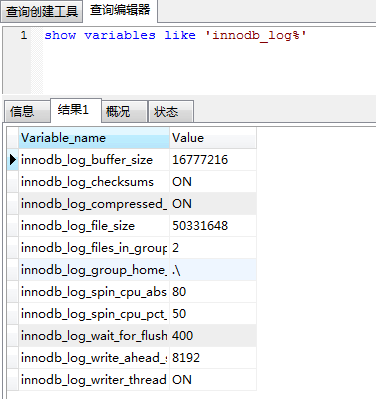 查询创建工具 查询编辑器
1 show variables like 'innodb_log%'
信息 结果1 概况 状态
Variable_name Value
innodb_log_buffer_size 16777216
innodb_log_checksums ON
innodb_log_compressed_ ON
innodb_log_file_size 50331648
innodb_log_files_in_group 2
innodb_log_group_home_ .\
innodb_log_spin_cpu_abs 80
innodb_log_spin_cpu_pct_ 50
innodb_log_wait_for_flush 400
innodb_log_write_ahead_s 8192
innodb_log_writer_thread ON